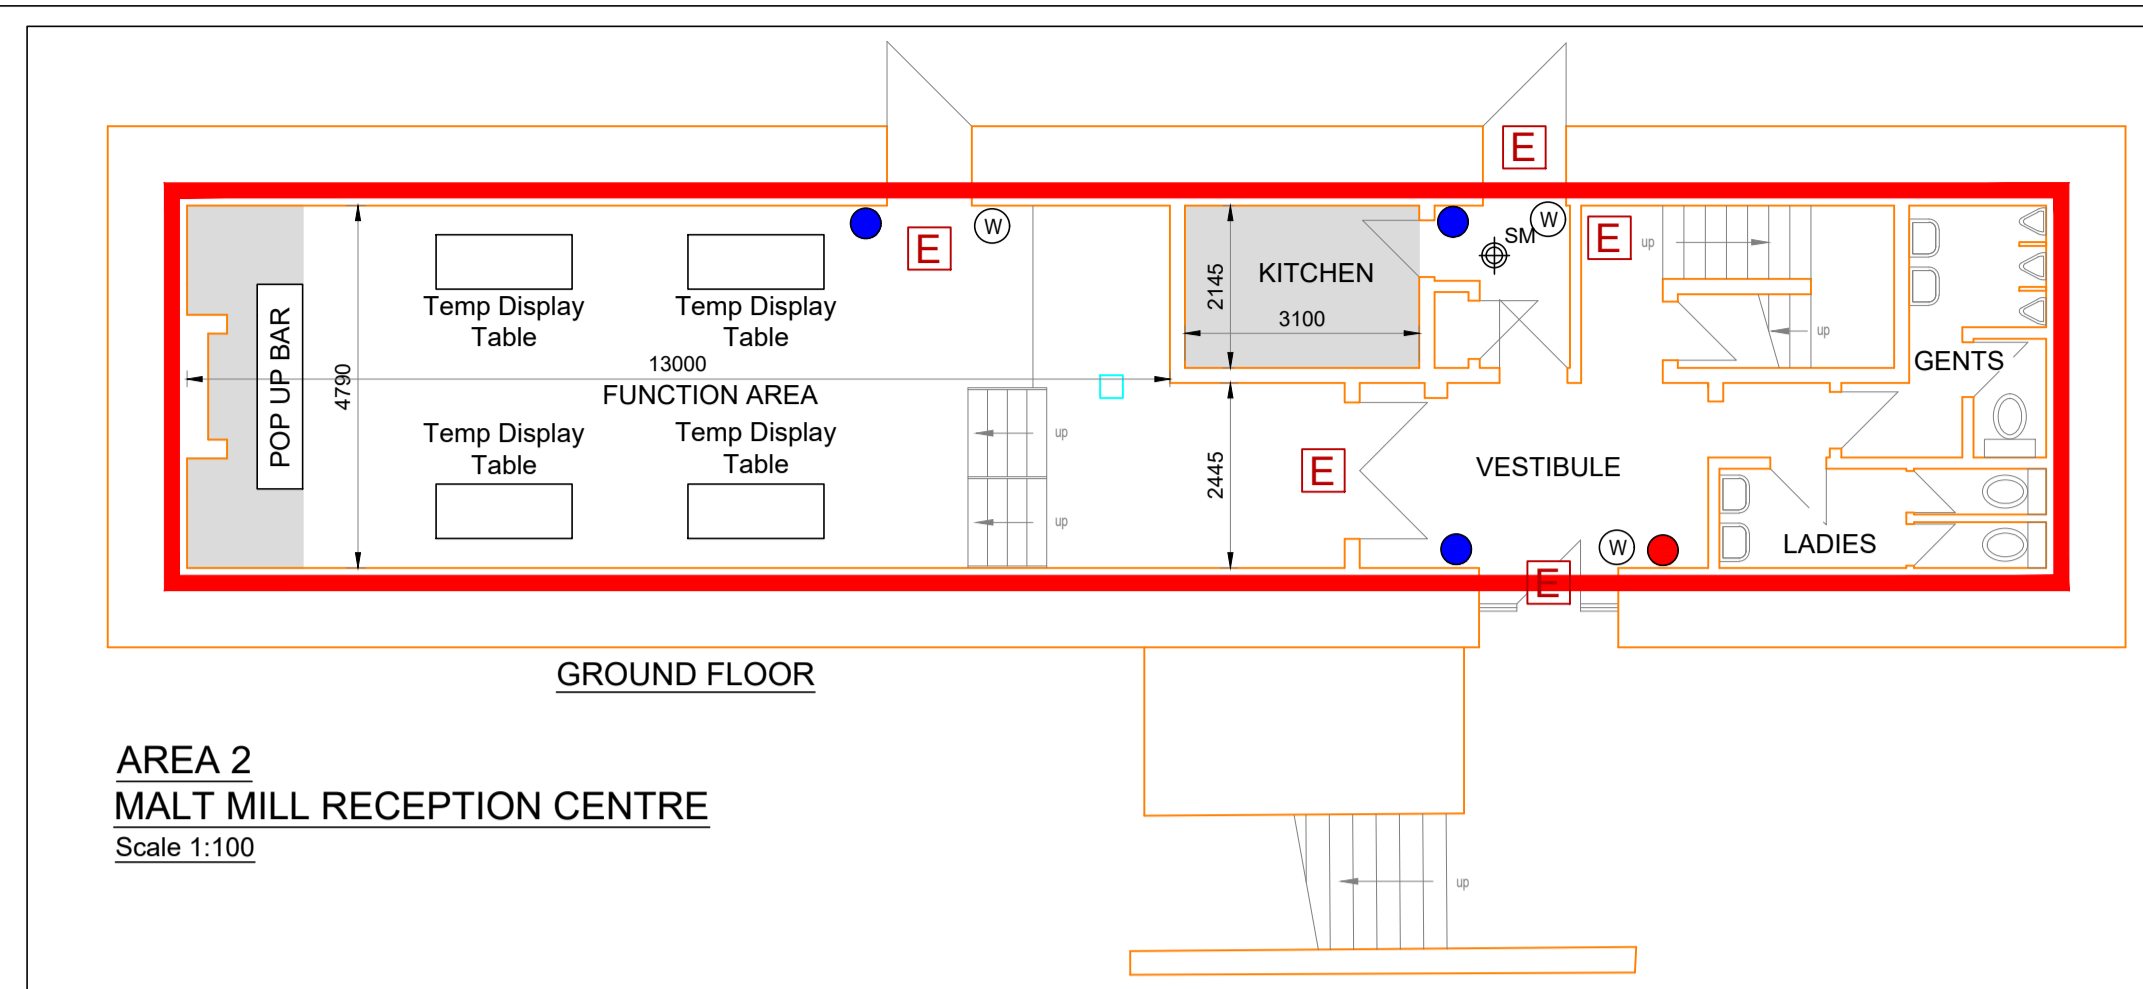 E
E
W
W
E
SM
up
KITCHEN
2145
3100
Temp Display
Table
Temp Display
Table
POP UP BAR
13000
4790
FUNCTION AREA
up
GENTS
Temp Display
Table
Temp Display
Table
up
up
2445
E
VESTIBULE
W
LADIES
E
GROUND FLOOR
AREA 2
MALT MILL RECEPTION CENTRE
Scale 1:100
up